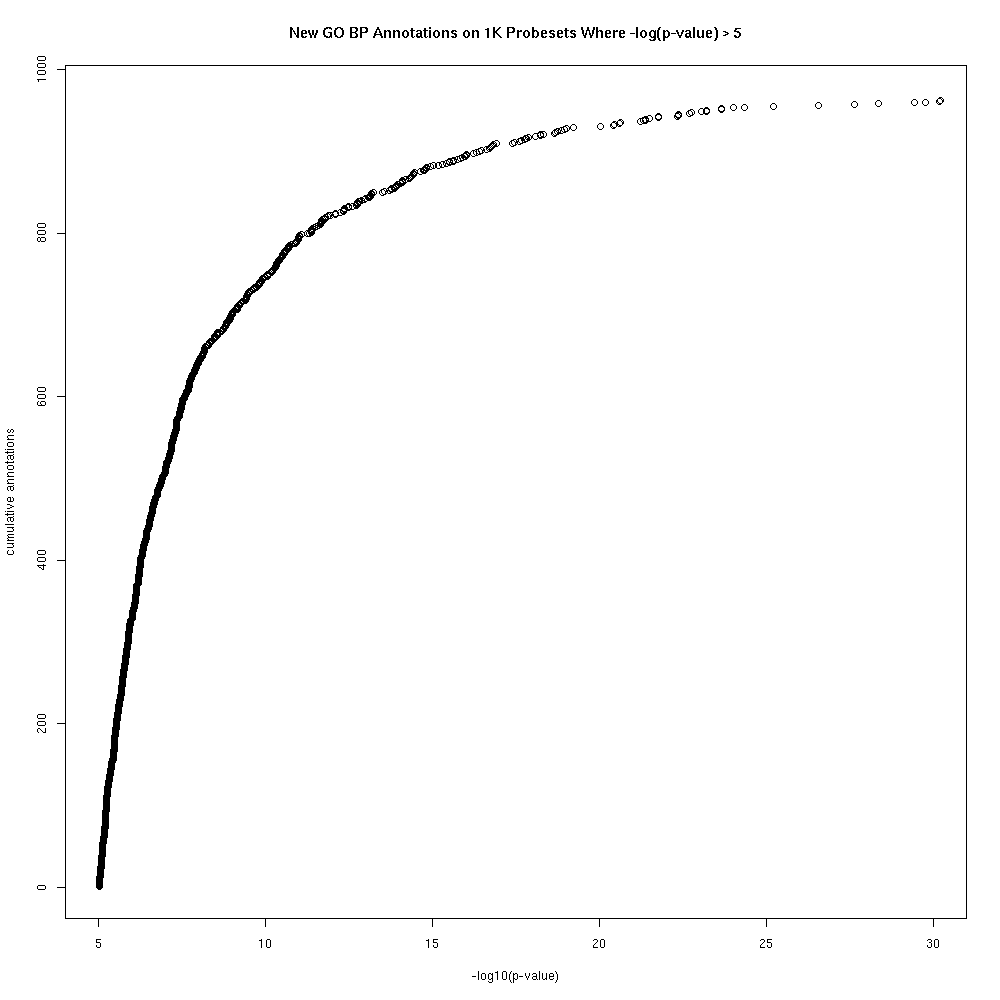 New GO BP Annotations on 1K Probesets Where -log(p-value) > 5
cumulative annotations
1000
800
600
400
200
0
5 10 15 20 25 30
-log10(p-value)